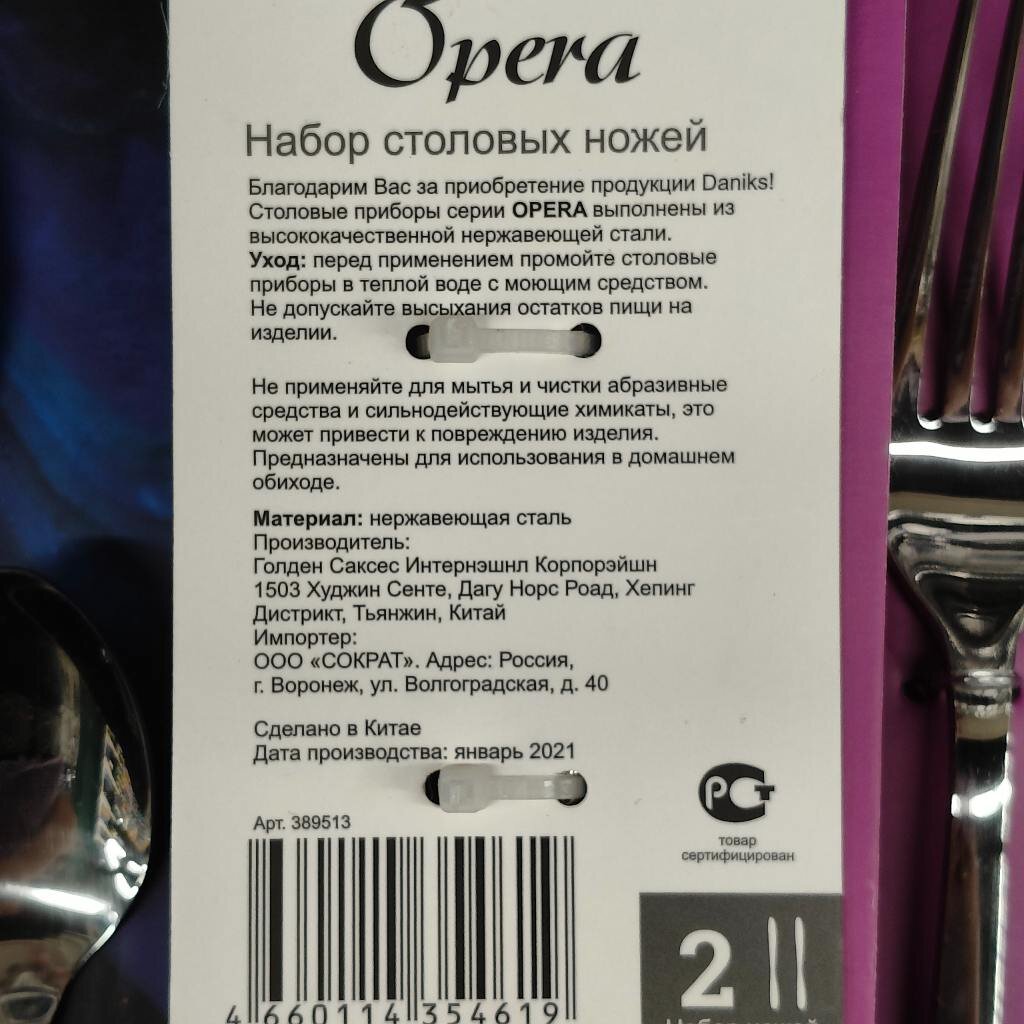 Opera
Набор столовых ножей
Благодарим Вас за приобретение продукции Daniks!
Столовые приборы серии OPERA выполнены из
высококачественной нержавеющей стали.
Уход: перед применением промойте столовые
приборы в теплой воде с моющим средством.
Не допускайте высыхания остатков пищи на
изделии.
Не применяйте для мытья и чистки абразивные
средства и сильнодействующие химикаты, это
может привести к повреждению изделия.
Предназначены для использования в домашнем
обиходе.
Материал: нержавеющая сталь
Производитель:
Голден Саксес Интернэшнл Корпорэйшн
1503 Худжин Сенте, Дагу Норс Роад, Хепинг
Дистрикт, Тьянжин, Китай
Импортер:
ООО «СОКРАТ». Адрес: Россия,
г. Воронеж, ул. Волгоградская, д. 40
Сделано в Китае
Дата производства: январь 2021
Арт. 389513
РСТ
товар
сертифицирован
4 660114 354619
2